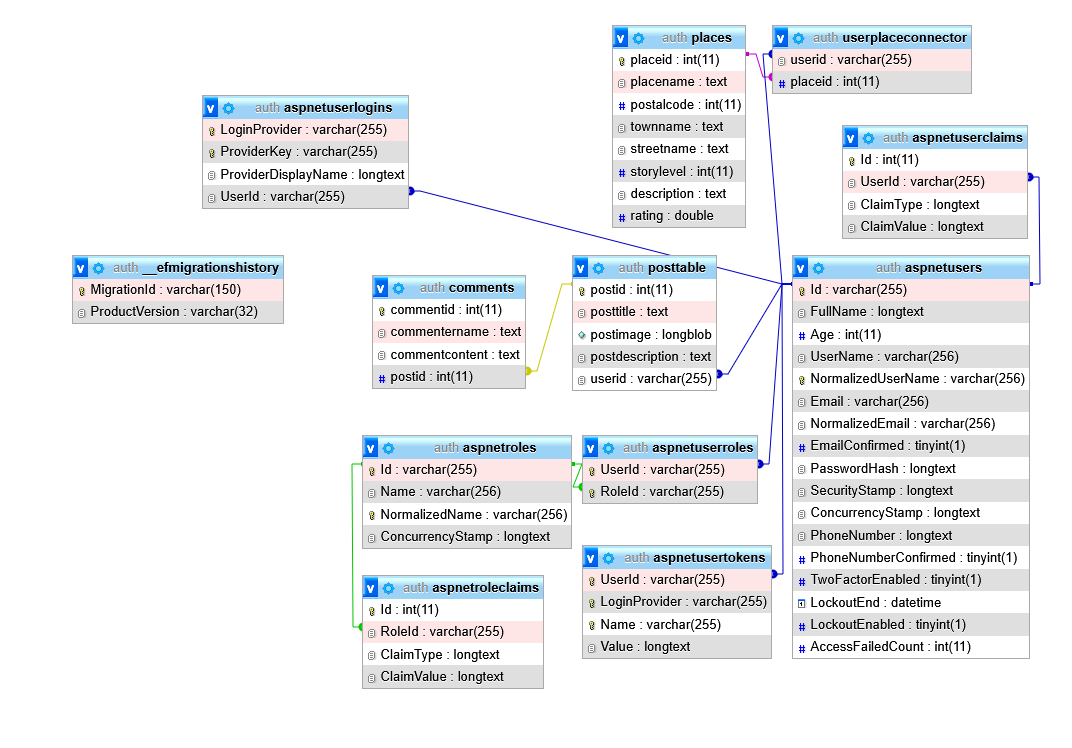 v auth places
placeid : int(11)
placename : text
# postalcode : int(11)
townname : text
streetname : text
# storylevel : int(11)
description : text
# rating : double
v auth userplaceconnector
userid : varchar(255)
# placeid : int(11)
v auth aspnetuserlogins
LoginProvider : varchar(255)
ProviderKey : varchar(255)
ProviderDisplayName : longtext
UserId : varchar(255)
v auth aspnetuserclaims
Id : int(11)
UserId : varchar(255)
ClaimType : longtext
ClaimValue : longtext
v auth __efmigrationshistory
MigrationId : varchar(150)
ProductVersion : varchar(32)
v auth comments
commentid : int(11)
commentername : text
commentcontent : text
# postid : int(11)
v auth posttable
postid : int(11)
posttitle : text
postimage : longblob
postdescription : text
userid : varchar(255)
v auth aspnetusers
Id : varchar(255)
FullName : longtext
# Age : int(11)
UserName : varchar(256)
NormalizedUserName : varchar(256)
Email : varchar(256)
NormalizedEmail : varchar(256)
# EmailConfirmed : tinyint(1)
PasswordHash : longtext
SecurityStamp : longtext
ConcurrencyStamp : longtext
PhoneNumber : longtext
# PhoneNumberConfirmed : tinyint(1)
# TwoFactorEnabled : tinyint(1)
LockoutEnd : datetime
# LockoutEnabled : tinyint(1)
# AccessFailedCount : int(11)
v auth aspnetroles
Id : varchar(255)
Name : varchar(256)
NormalizedName : varchar(256)
ConcurrencyStamp : longtext
v auth aspnetuserroles
UserId : varchar(255)
RoleId : varchar(255)
v auth aspnetusertokens
UserId : varchar(255)
LoginProvider : varchar(255)
Name : varchar(255)
Value : longtext
v auth aspnetroleclaims
Id : int(11)
RoleId : varchar(255)
ClaimType : longtext
ClaimValue : longtext